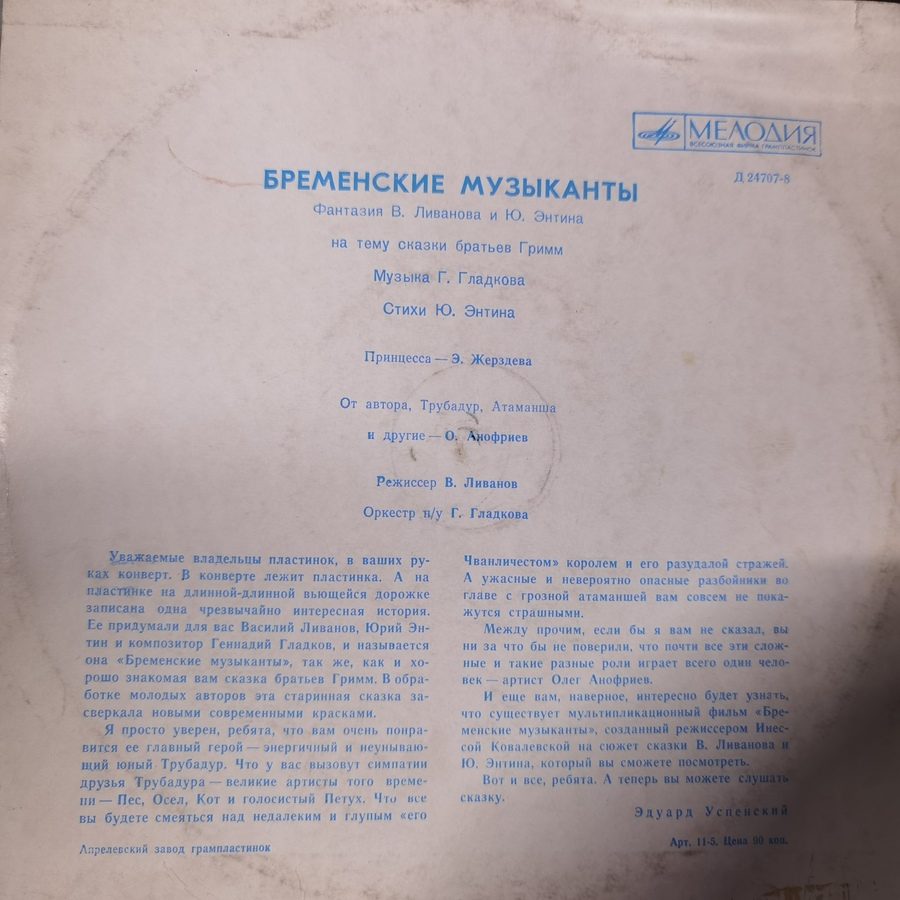 МЕЛОДИЯ
ВСЕСОЮЗНАЯ ФИРМА ГРАМПЛАСТИНОК
Д 24707-8
БРЕМЕНСКИЕ МУЗЫКАНТЫ
Фантазия В. Ливанова и Ю. Энтина
на тему сказки братьев Гримм
Музыка Г. Гладкова
Стихи Ю. Энтина
Принцесса — Э. Жерздева
От автора, Трубадур, Атаманша
и другие — О. Анофриев
Режиссер В. Ливанов
Оркестр п/у Г. Гладкова
Уважаемые владельцы пластинок, в ваших ру-
ках конверт. В конверте лежит пластинка. А на
пластинке на длинной-длинной вьющейся дорожке
записана одна чрезвычайно интересная история.
Ее придумали для вас Василий Ливанов, Юрий Эн-
тин и композитор Геннадий Гладков, и называется
она «Бременские музыканты», так же, как и хо-
рошо знакомая вам сказка братьев Гримм. В обра-
ботке молодых авторов эта старинная сказка за-
сверкала новыми современными красками.
Я просто уверен, ребята, что вам очень понра-
вится ее главный герой — энергичный и неунываю-
щий юный Трубадур. Что у вас вызовут симпатии
друзья Трубадура — великие артисты того време-
ни — Пес, Осел, Кот и голосистый Петух. Что все
вы будете смеяться над недалеким и глупым «его
Чванличестом» королем и его разудалой стражей.
А ужасные и невероятно опасные разбойники во
главе с грозной атаманшей вам совсем не пока-
жутся страшными.
Между прочим, если бы я вам не сказал, вы
ни за что бы не поверили, что почти все эти слож-
ные и такие разные роли играет всего один чело-
век — артист Олег Анофриев.
И еще вам, наверное, интересно будет узнать,
что существует мультипликационный фильм «Бре-
менские музыканты», созданный режиссером Инес-
сой Ковалевской на сюжет сказки В. Ливанова и
Ю. Энтина, который вы сможете посмотреть.
Вот и все, ребята. А теперь вы можете слушать
сказку.
Эдуард Успенский
Апрелевский завод грампластинок
Арт. 11-5. Цена 90 коп.